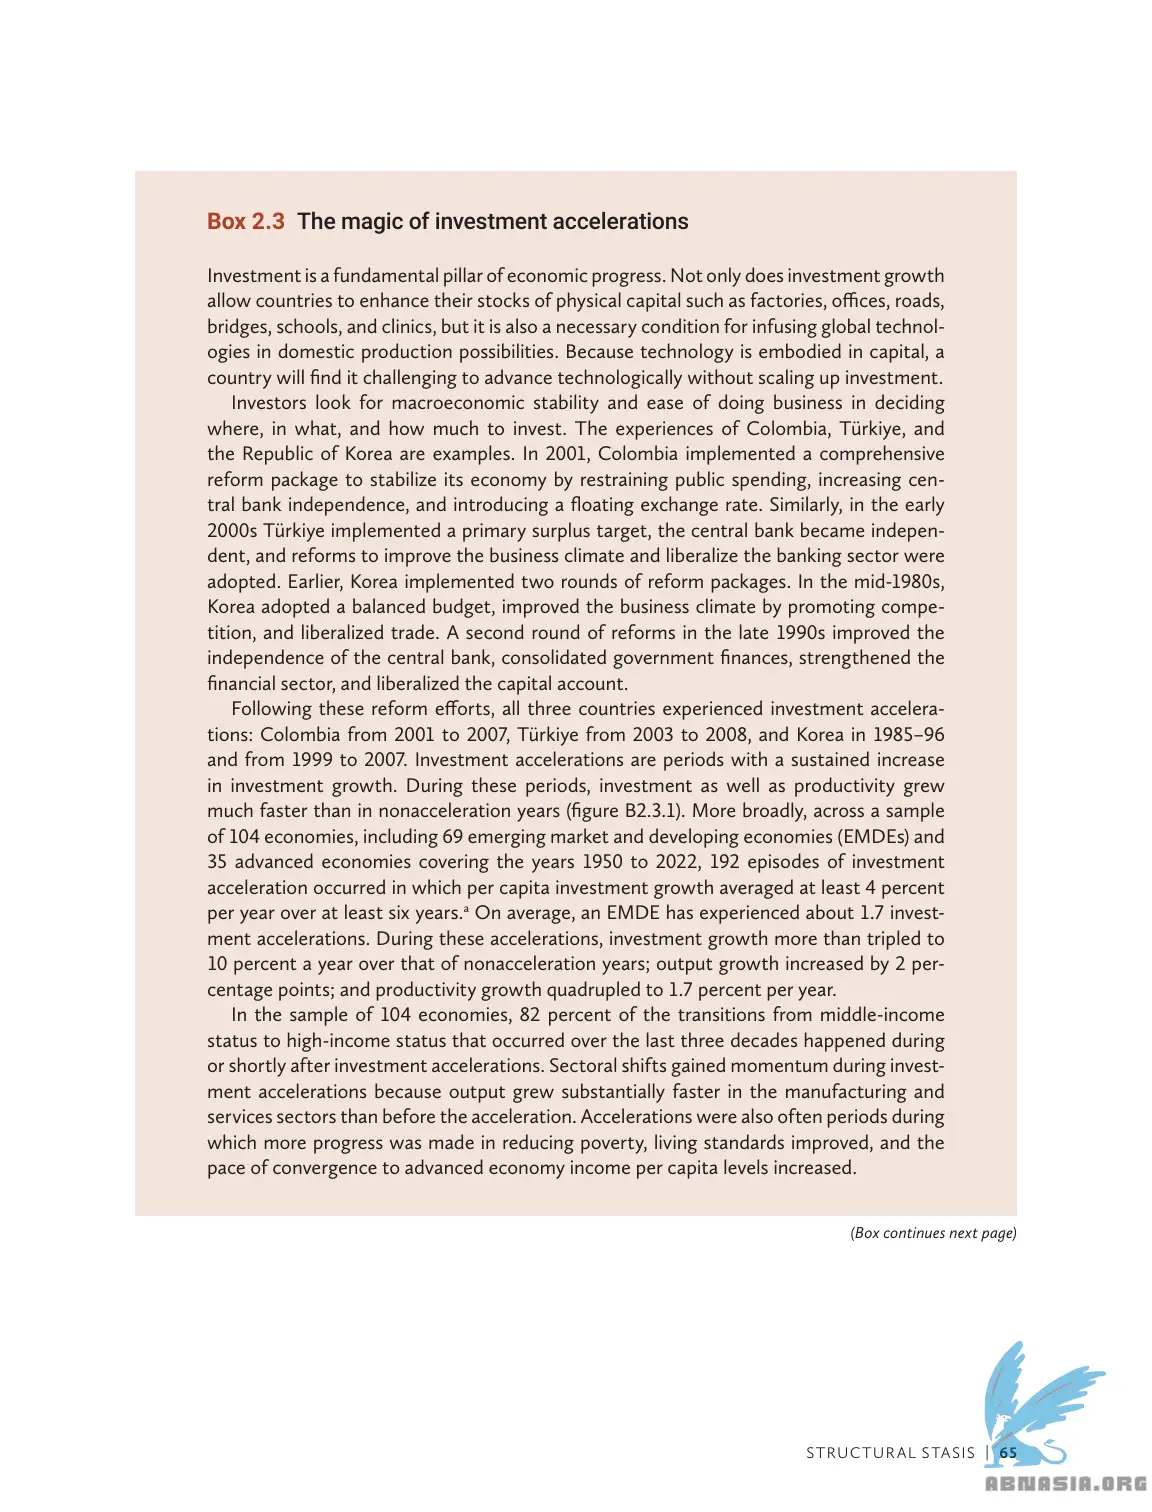 Box 2.3 The magic of investment accelerations
Investment is a fundamental pillar of economic progress. Not only does investment growth
allow countries to enhance their stocks of physical capital such as factories, offices, roads,
bridges, schools, and clinics, but it is also a necessary condition for infusing global technol-
ogies in domestic production possibilities. Because technology is embodied in capital, a
country will find it challenging to advance technologically without scaling up investment.
Investors look for macroeconomic stability and ease of doing business in deciding
where, in what, and how much to invest. The experiences of Colombia, Türkiye, and
the Republic of Korea are examples. In 2001, Colombia implemented a comprehensive
reform package to stabilize its economy by restraining public spending, increasing cen-
tral bank independence, and introducing a floating exchange rate. Similarly, in the early
2000s Türkiye implemented a primary surplus target, the central bank became indepen-
dent, and reforms to improve the business climate and liberalize the banking sector were
adopted. Earlier, Korea implemented two rounds of reform packages. In the mid-1980s,
Korea adopted a balanced budget, improved the business climate by promoting compe-
tition, and liberalized trade. A second round of reforms in the late 1990s improved the
independence of the central bank, consolidated government finances, strengthened the
financial sector, and liberalized the capital account.
Following these reform efforts, all three countries experienced investment accelera-
tions: Colombia from 2001 to 2007, Türkiye from 2003 to 2008, and Korea in 1985–96
and from 1999 to 2007. Investment accelerations are periods with a sustained increase
in investment growth. During these periods, investment as well as productivity grew
much faster than in nonacceleration years (figure B2.3.1). More broadly, across a sample
of 104 economies, including 69 emerging market and developing economies (EMDEs) and
35 advanced economies covering the years 1950 to 2022, 192 episodes of investment
acceleration occurred in which per capita investment growth averaged at least 4 percent
per year over at least six years.ᵃ On average, an EMDE has experienced about 1.7 invest-
ment accelerations. During these accelerations, investment growth more than tripled to
10 percent a year over that of nonacceleration years; output growth increased by 2 per-
centage points; and productivity growth quadrupled to 1.7 percent per year.
In the sample of 104 economies, 82 percent of the transitions from middle-income
status to high-income status that occurred over the last three decades happened during
or shortly after investment accelerations. Sectoral shifts gained momentum during invest-
ment accelerations because output grew substantially faster in the manufacturing and
services sectors than before the acceleration. Accelerations were also often periods during
which more progress was made in reducing poverty, living standards improved, and the
pace of convergence to advanced economy income per capita levels increased.
(Box continues next page)
STRUCTURAL STASIS | 65
ABNASIA.ORG